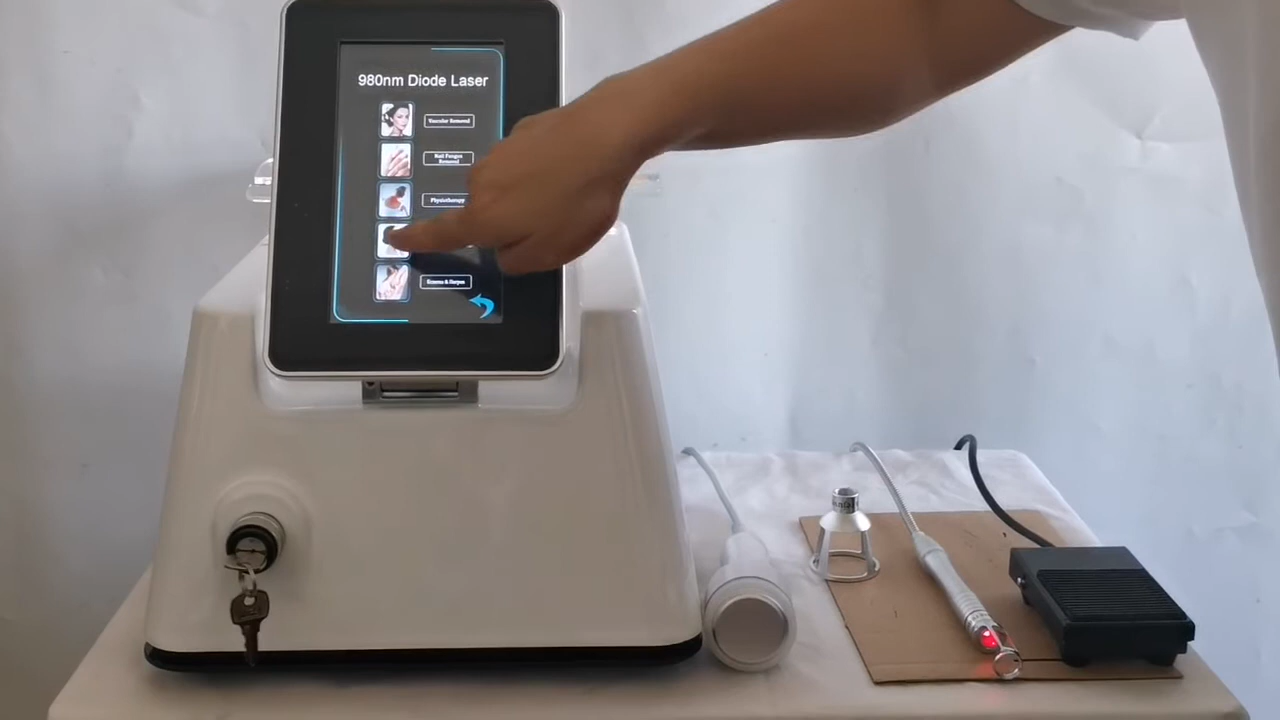 980nm Diode Laser
Vascular Removal
Nail Fungus
Removal
Physiotherapy
Eczema & Herpes